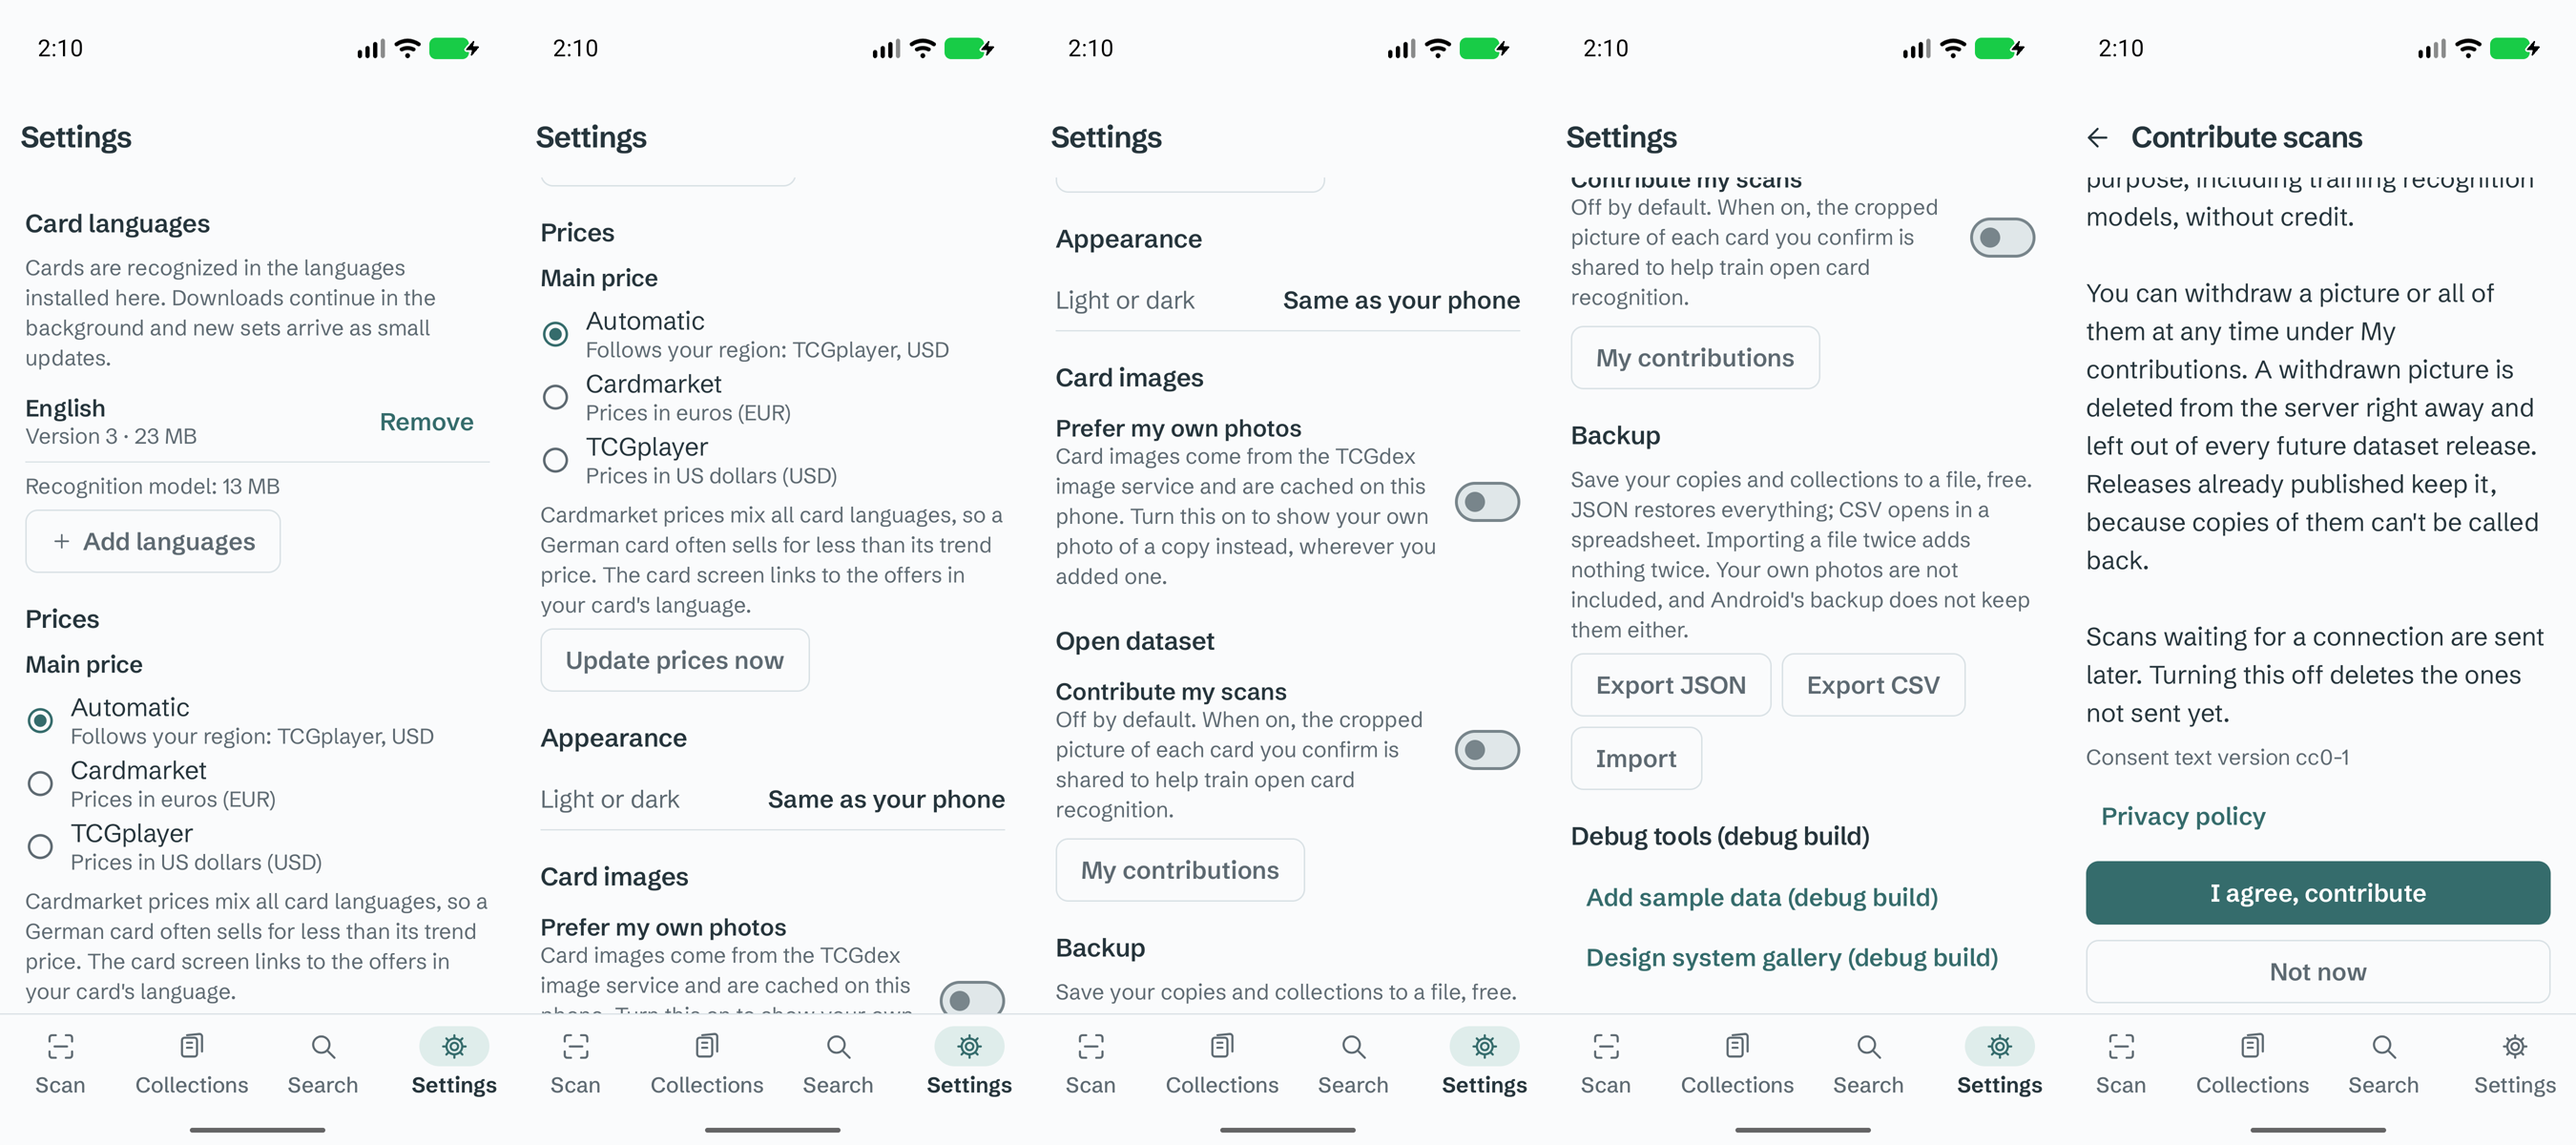 2:10
Settings
Card languages
Cards are recognized in the languages
installed here. Downloads continue in the
background and new sets arrive as small
updates.
English
Version 3 · 23 MB
Remove
Recognition model: 13 MB
+ Add languages
Prices
Main price
Automatic
Follows your region: TCGplayer, USD
Cardmarket
Prices in euros (EUR)
TCGplayer
Prices in US dollars (USD)
Cardmarket prices mix all card languages, so a
German card often sells for less than its trend
price. The card screen links to the offers in
your card's language.
Scan
Collections
Search
Settings
2:10
Settings
Prices
Main price
Automatic
Follows your region: TCGplayer, USD
Cardmarket
Prices in euros (EUR)
TCGplayer
Prices in US dollars (USD)
Cardmarket prices mix all card languages, so a
German card often sells for less than its trend
price. The card screen links to the offers in
your card's language.
Update prices now
Appearance
Light or dark
Same as your phone
Card images
Prefer my own photos
Card images come from the TCGdex
image service and are cached on this
phone. Turn this on to show your own
Scan
Collections
Search
Settings
2:10
Settings
Appearance
Light or dark
Same as your phone
Card images
Prefer my own photos
Card images come from the TCGdex
image service and are cached on this
phone. Turn this on to show your own
photo of a copy instead, wherever you
added one.
Open dataset
Contribute my scans
Off by default. When on, the cropped
picture of each card you confirm is
shared to help train open card
recognition.
My contributions
Backup
Save your copies and collections to a file, free.
Scan
Collections
Search
Settings
2:10
Settings
Contribute my scans
Off by default. When on, the cropped
picture of each card you confirm is
shared to help train open card
recognition.
My contributions
Backup
Save your copies and collections to a file, free.
JSON restores everything; CSV opens in a
spreadsheet. Importing a file twice adds
nothing twice. Your own photos are not
included, and Android's backup does not keep
them either.
Export JSON
Export CSV
Import
Debug tools (debug build)
Add sample data (debug build)
Design system gallery (debug build)
Scan
Collections
Search
Settings
2:10
Contribute scans
purpose, including training recognition
models, without credit.
You can withdraw a picture or all of
them at any time under My
contributions. A withdrawn picture is
deleted from the server right away and
left out of every future dataset release.
Releases already published keep it,
because copies of them can't be called
back.
Scans waiting for a connection are sent
later. Turning this off deletes the ones
not sent yet.
Consent text version cc0-1
Privacy policy
I agree, contribute
Not now
Scan
Collections
Search
Settings